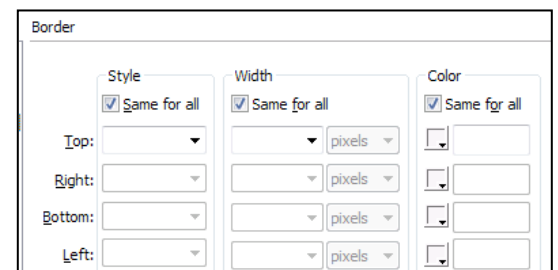 Border
Style Width Color
Same for all Same for all Same for all
Top: pixels
Right: pixels
Bottom: pixels
Left: pixels